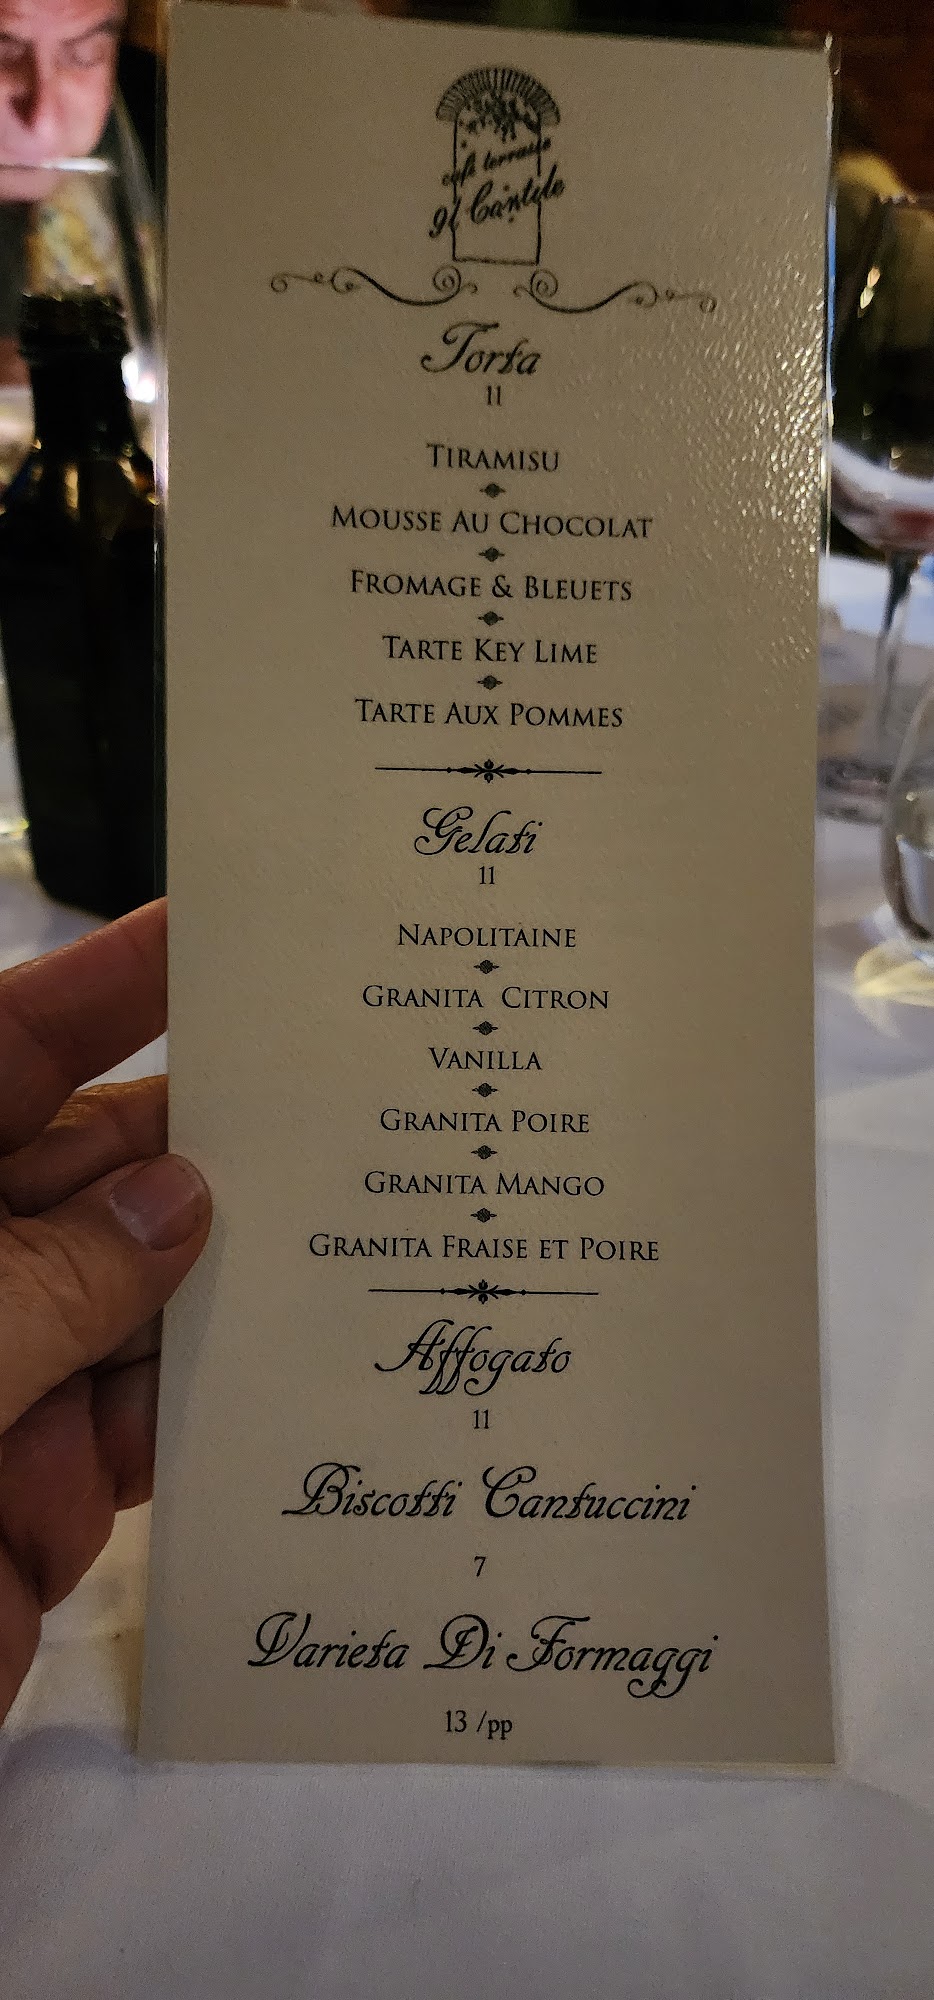 café terrasse
Il Cantile
Torta
11
TIRAMISU
MOUSSE AU CHOCOLAT
FROMAGE & BLEUETS
TARTE KEY LIME
TARTE AUX POMMES
Gelati
11
NAPOLITAINE
GRANITA CITRON
VANILLA
GRANITA POIRE
GRANITA MANGO
GRANITA FRAISE ET POIRE
Affogato
11
Biscotti Cantuccini
7
Varieta Di Formaggi
13 /pp